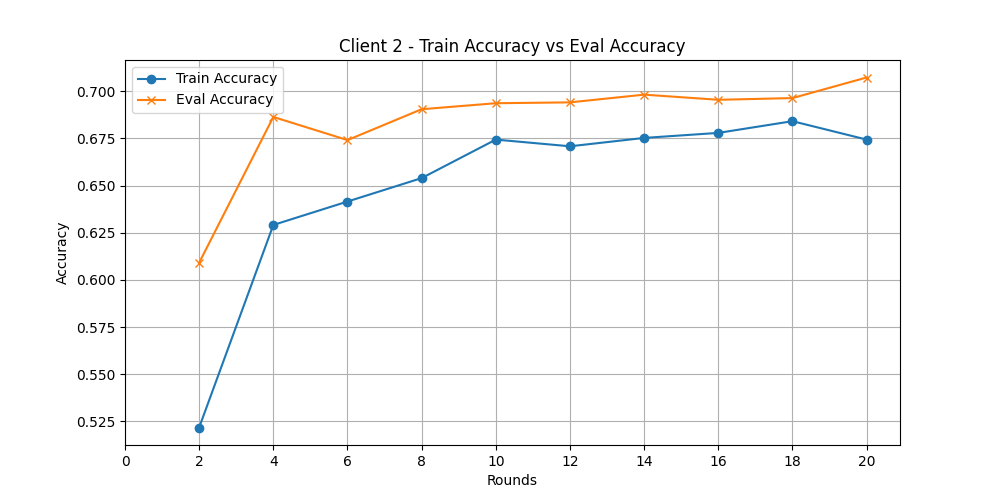 Client 2 - Train Accuracy vs Eval Accuracy
Train Accuracy
Eval Accuracy
0.700
0.675
0.650
0.625
0.600
0.575
0.550
0.525
Accuracy
0 2 4 6 8 10 12 14 16 18 20
Rounds